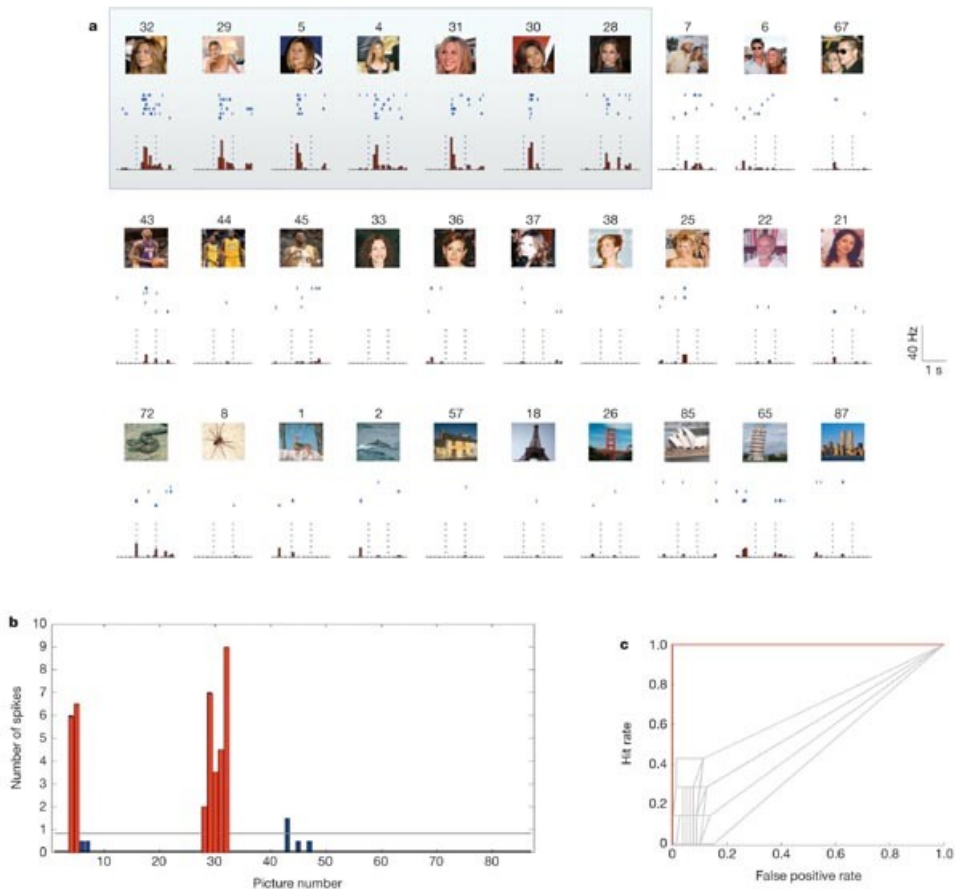 a
32 29 5 4 31 30 28 7 6 67
43 44 45 33 36 37 38 25 22 21
40 Hz
1 s
72 8 1 2 57 18 26 85 65 87
b
10
9
8
7
6
5
4
3
2
1
0
Number of spikes
10 20 30 40 50 60 70 80
Picture number
c
1.0
0.8
0.6
0.4
0.2
0
Hit rate
0 0.2 0.4 0.6 0.8 1.0
False positive rate